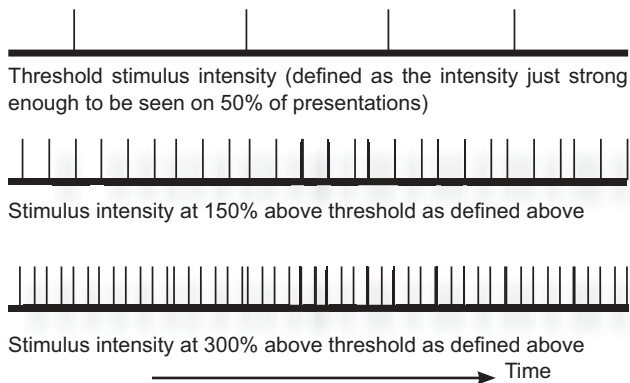 Threshold stimulus intensity (defined as the intensity just strong
enough to be seen on 50% of presentations)
Stimulus intensity at 150% above threshold as defined above
Stimulus intensity at 300% above threshold as defined above
Time